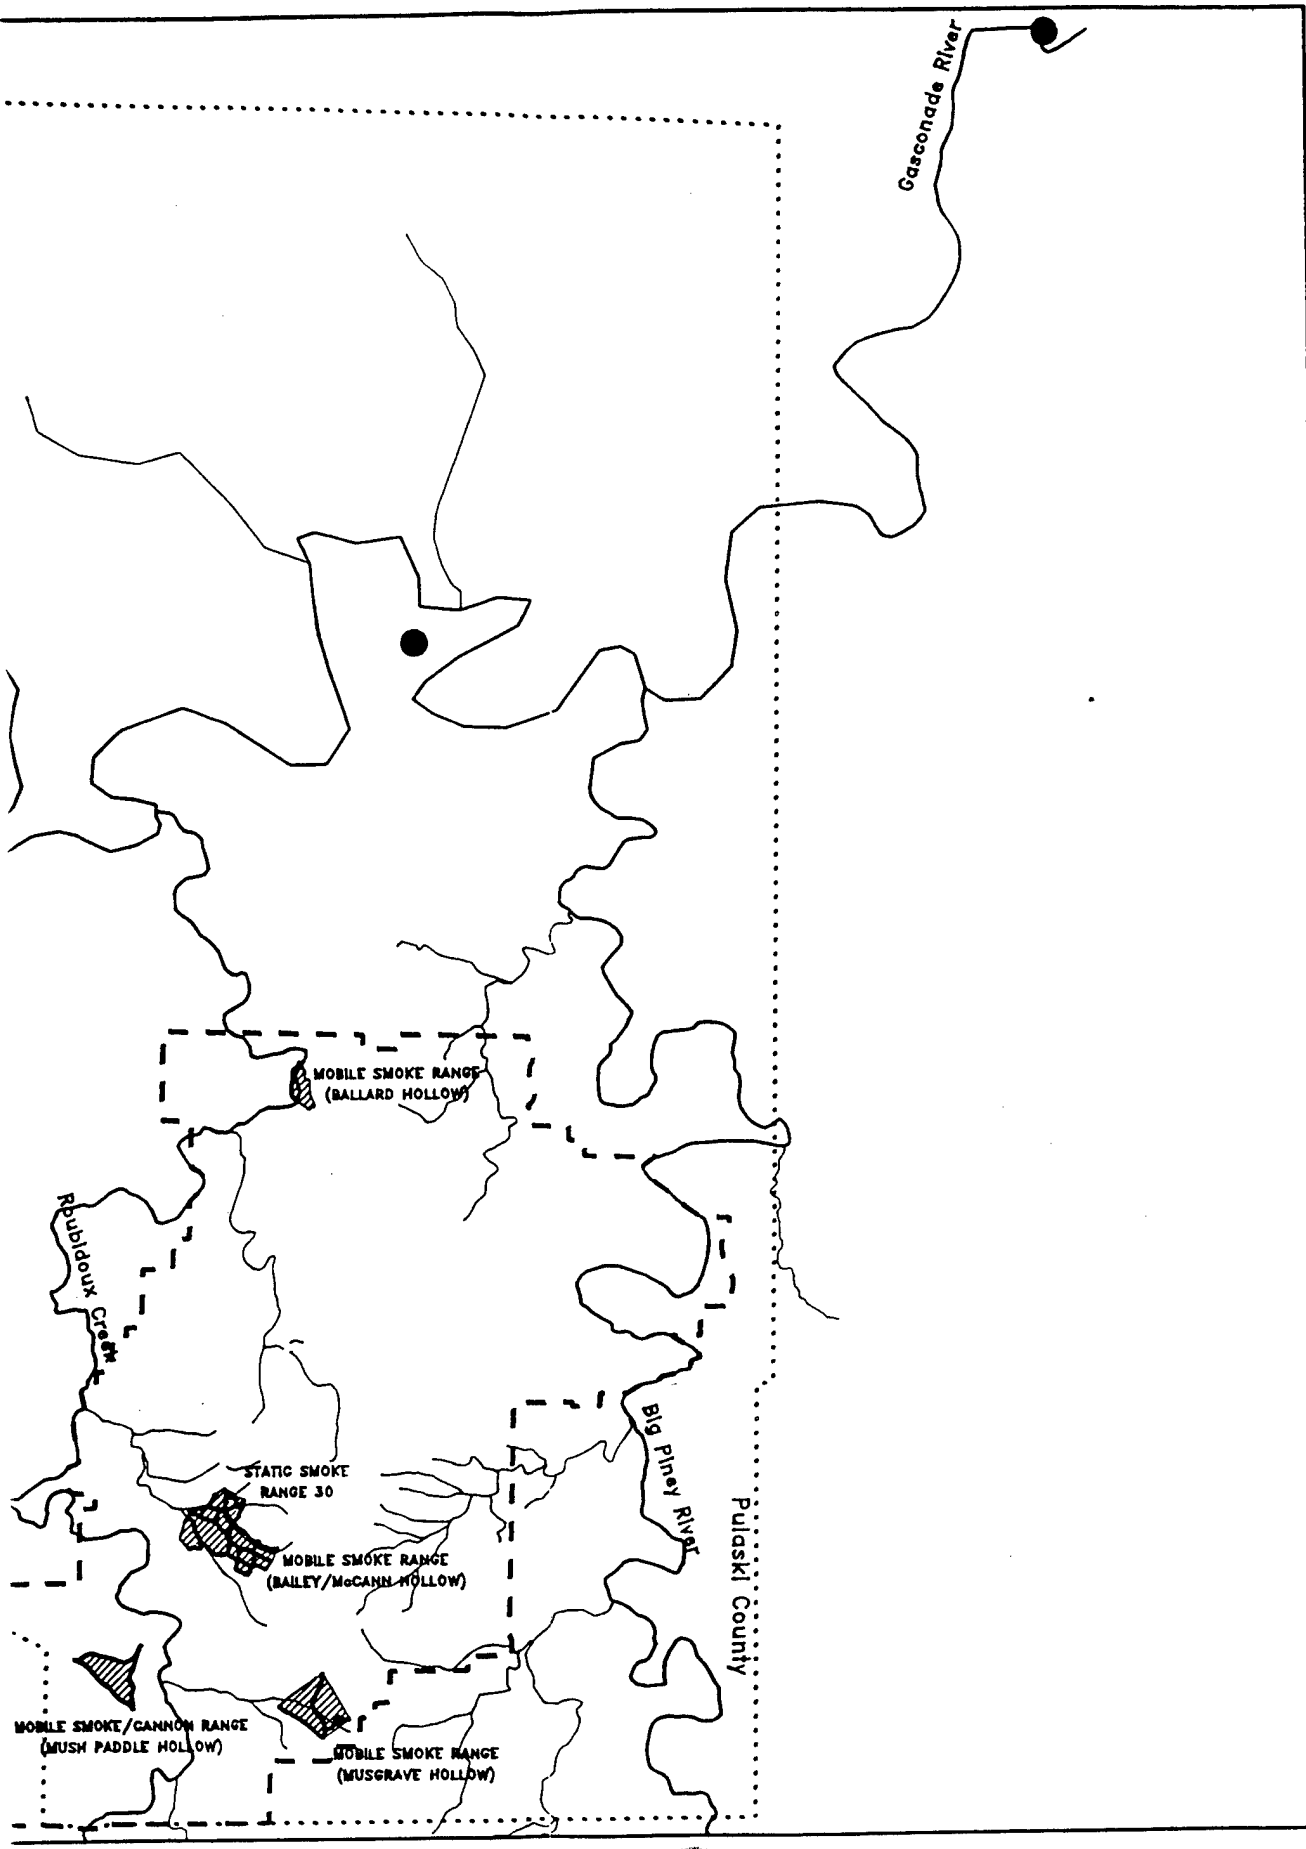 Gasconade River
MOBILE SMOKE RANGE
(BALLARD HOLLOW)
Roubidoux Creek
Big Piney River
STATIC SMOKE
RANGE 30
Pulaski County
MOBILE SMOKE RANGE
(BAILEY/McCANN HOLLOW)
MOBILE SMOKE/CANNON RANGE
(MUSH PADDLE HOLLOW)
MOBILE SMOKE RANGE
(MUSGRAVE HOLLOW)